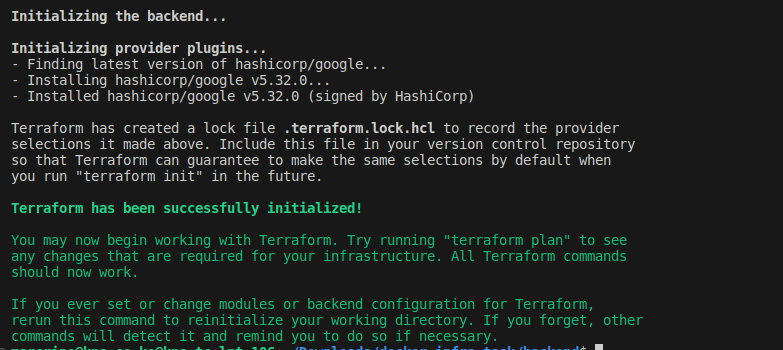 Initializing the backend...
Initializing provider plugins...
- Finding latest version of hashicorp/google...
- Installing hashicorp/google v5.32.0...
- Installed hashicorp/google v5.32.0 (signed by HashiCorp)
Terraform has created a lock file .terraform.lock.hcl to record the provider
selections it made above. Include this file in your version control repository
so that Terraform can guarantee to make the same selections by default when
you run "terraform init" in the future.
Terraform has been successfully initialized!
You may now begin working with Terraform. Try running "terraform plan" to see
any changes that are required for your infrastructure. All Terraform commands
should now work.
If you ever set or change modules or backend configuration for Terraform,
rerun this command to reinitialize your working directory. If you forget, other
commands will detect it and remind you to do so if necessary.